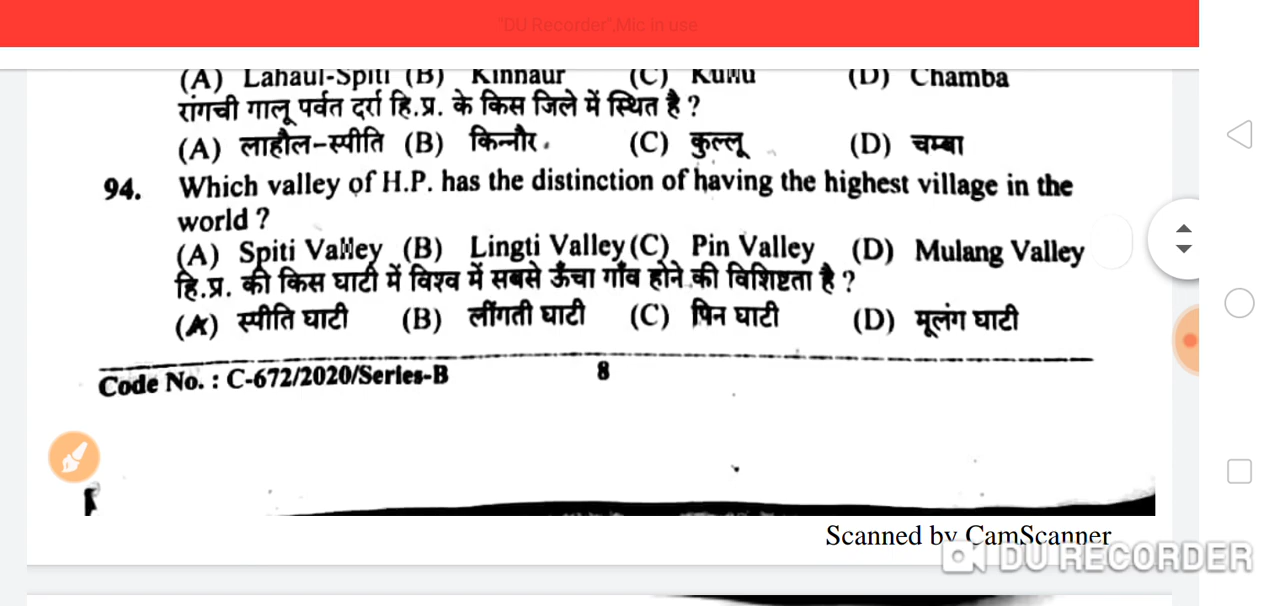 "DU Recorder",Mic in use
(A) Lahaul-Spiti (B) Kinnaur (C) Kullu (D) Chamba
रांगची गालू पर्वत दर्रा हि.प्र. के किस जिले में स्थित है ?
(A) लाहौल-स्पीति (B) किन्नौर (C) कुल्लू (D) चम्बा
94. Which valley of H.P. has the distinction of having the highest village in the
world ?
(A) Spiti Valley (B) Lingti Valley (C) Pin Valley (D) Mulang Valley
हि.प्र. की किस घाटी में विश्व में सबसे ऊँचा गाँव होने की विशिष्टता है ?
(A) स्पीति घाटी (B) लींगती घाटी (C) पिन घाटी (D) मूलंग घाटी
Code No. : C-672/2020/Series-B 8
Scanned by CamScanner
DU RECORDER